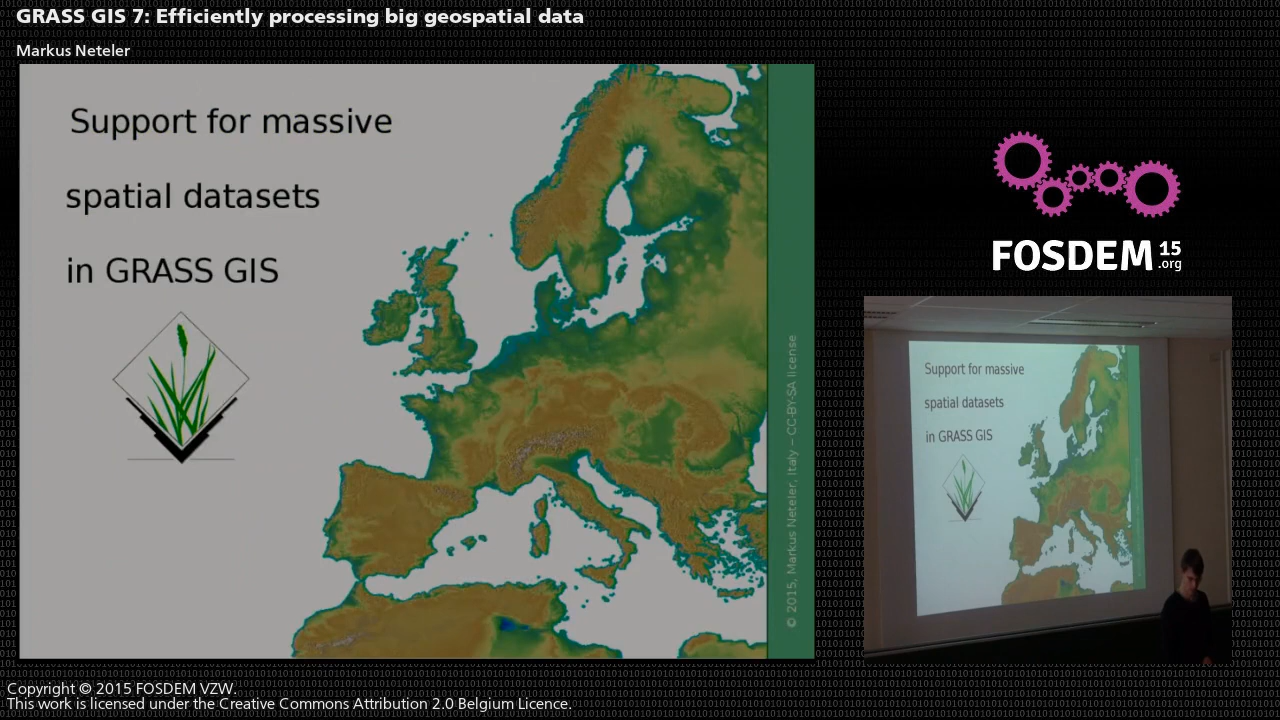 GRASS GIS 7: Efficiently processing big geospatial data
Markus Neteler
Support for massive
spatial datasets
in GRASS GIS
© 2015, Markus Neteler, Italy – CC-BY-SA license
FOSDEM 15
.org
Support for massive
spatial datasets
in GRASS GIS
Copyright © 2015 FOSDEM VZW.
This work is licensed under the Creative Commons Attribution 2.0 Belgium Licence.